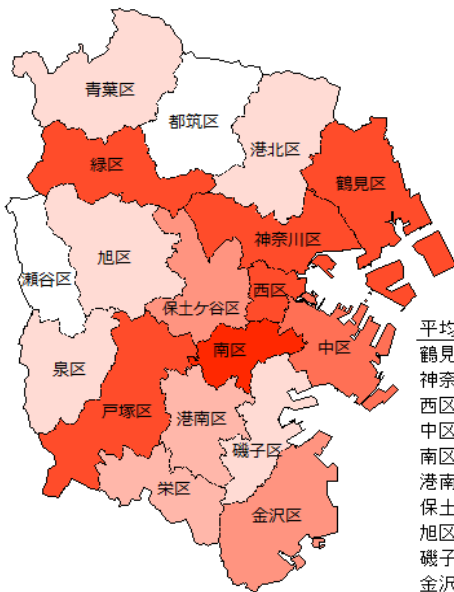 青葉区
都筑区
港北区
緑区
鶴見区
神奈川区
旭区
瀬谷区
西区
保土ケ谷区
南区
中区
泉区
戸塚区
港南区
磯子区
栄区
金沢区
平均
鶴見
神奈
西区
中区
南区
港南
保土
旭区
磯子
金沢